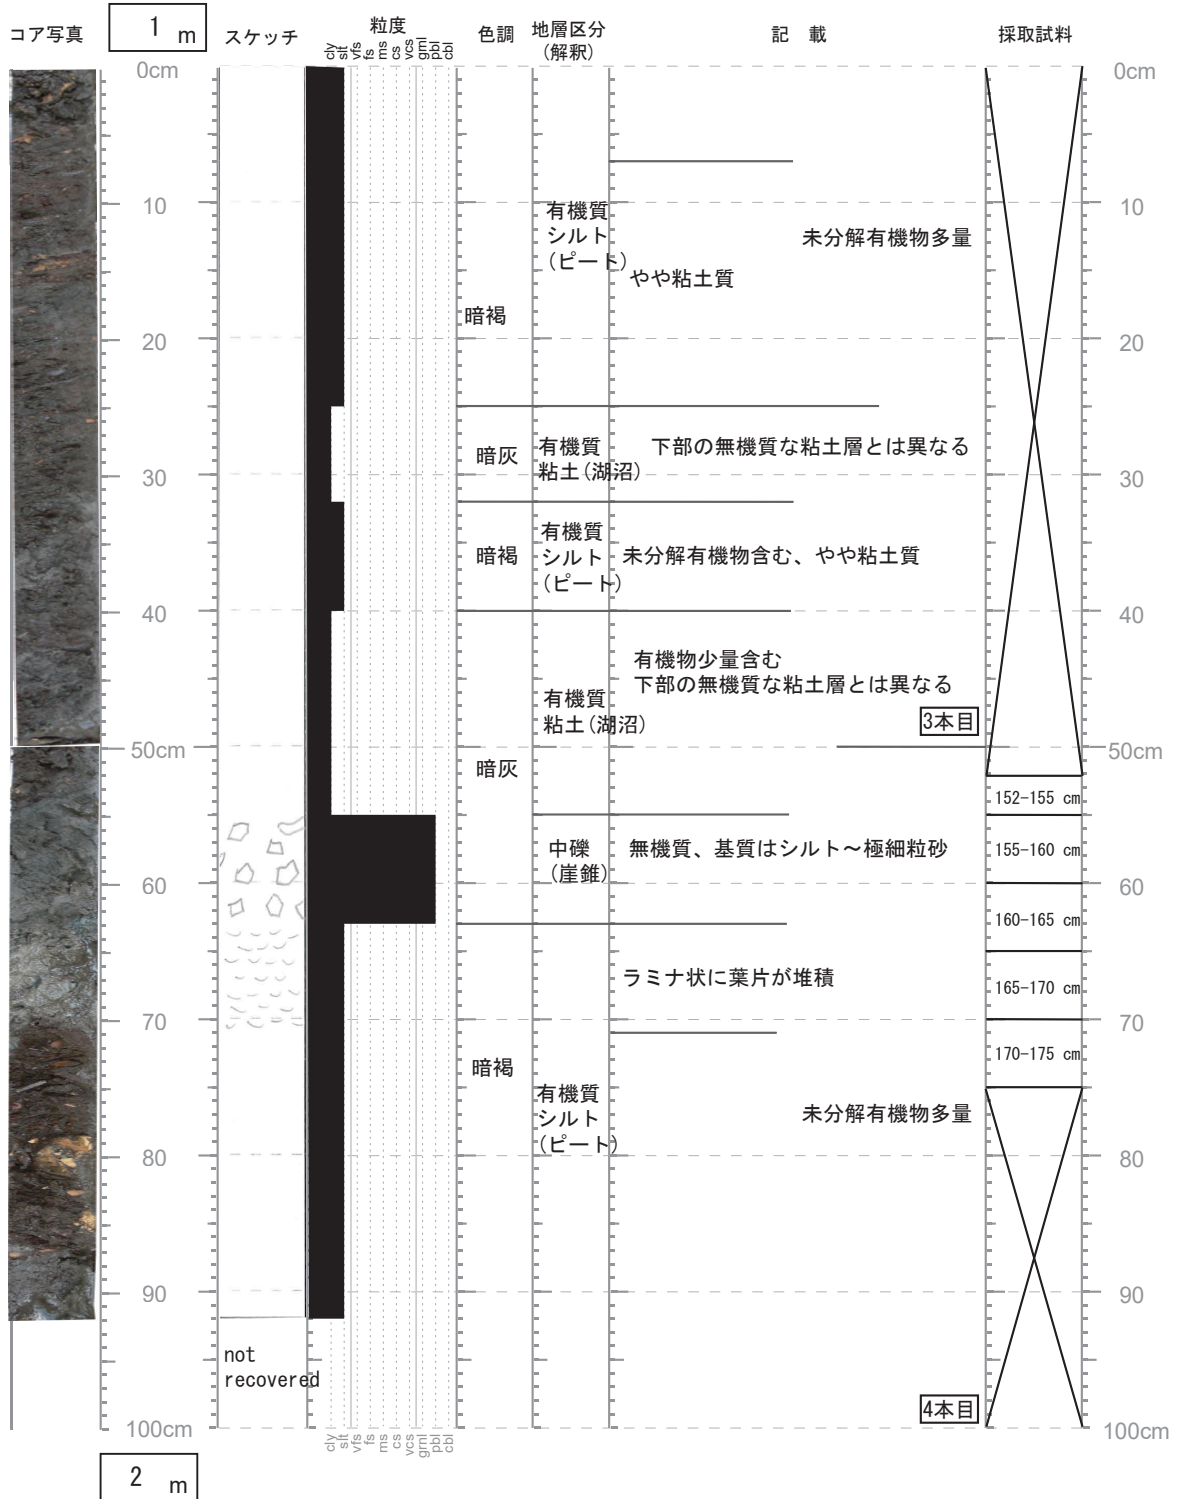 1 m
コア写真
スケッチ
粒度
cly
slt
vfs
fs
ms
cs
vcs
grnl
pbl
cbl
色調
地層区分
(解釈)
記 載
採取試料
0cm
0cm
10
有機質
シルト
(ピート)
未分解有機物多量
10
やや粘土質
暗褐
20
20
暗灰
有機質
粘土(湖沼)
下部の無機質な粘土層とは異なる
30
30
暗褐
有機質
シルト
(ピート)
未分解有機物含む、やや粘土質
40
40
有機物少量含む
下部の無機質な粘土層とは異なる
有機質
粘土(湖沼)
3本目
50cm
50cm
暗灰
152-155 cm
中礫
(崖錐)
無機質、基質はシルト～極細粒砂
155-160 cm
60
60
160-165 cm
ラミナ状に葉片が堆積
165-170 cm
70
70
暗褐
170-175 cm
有機質
シルト
(ピート)
未分解有機物多量
80
80
90
90
not
recovered
4本目
100cm
100cm
cly
slt
vfs
fs
ms
cs
vcs
grnl
pbl
cbl
2 m